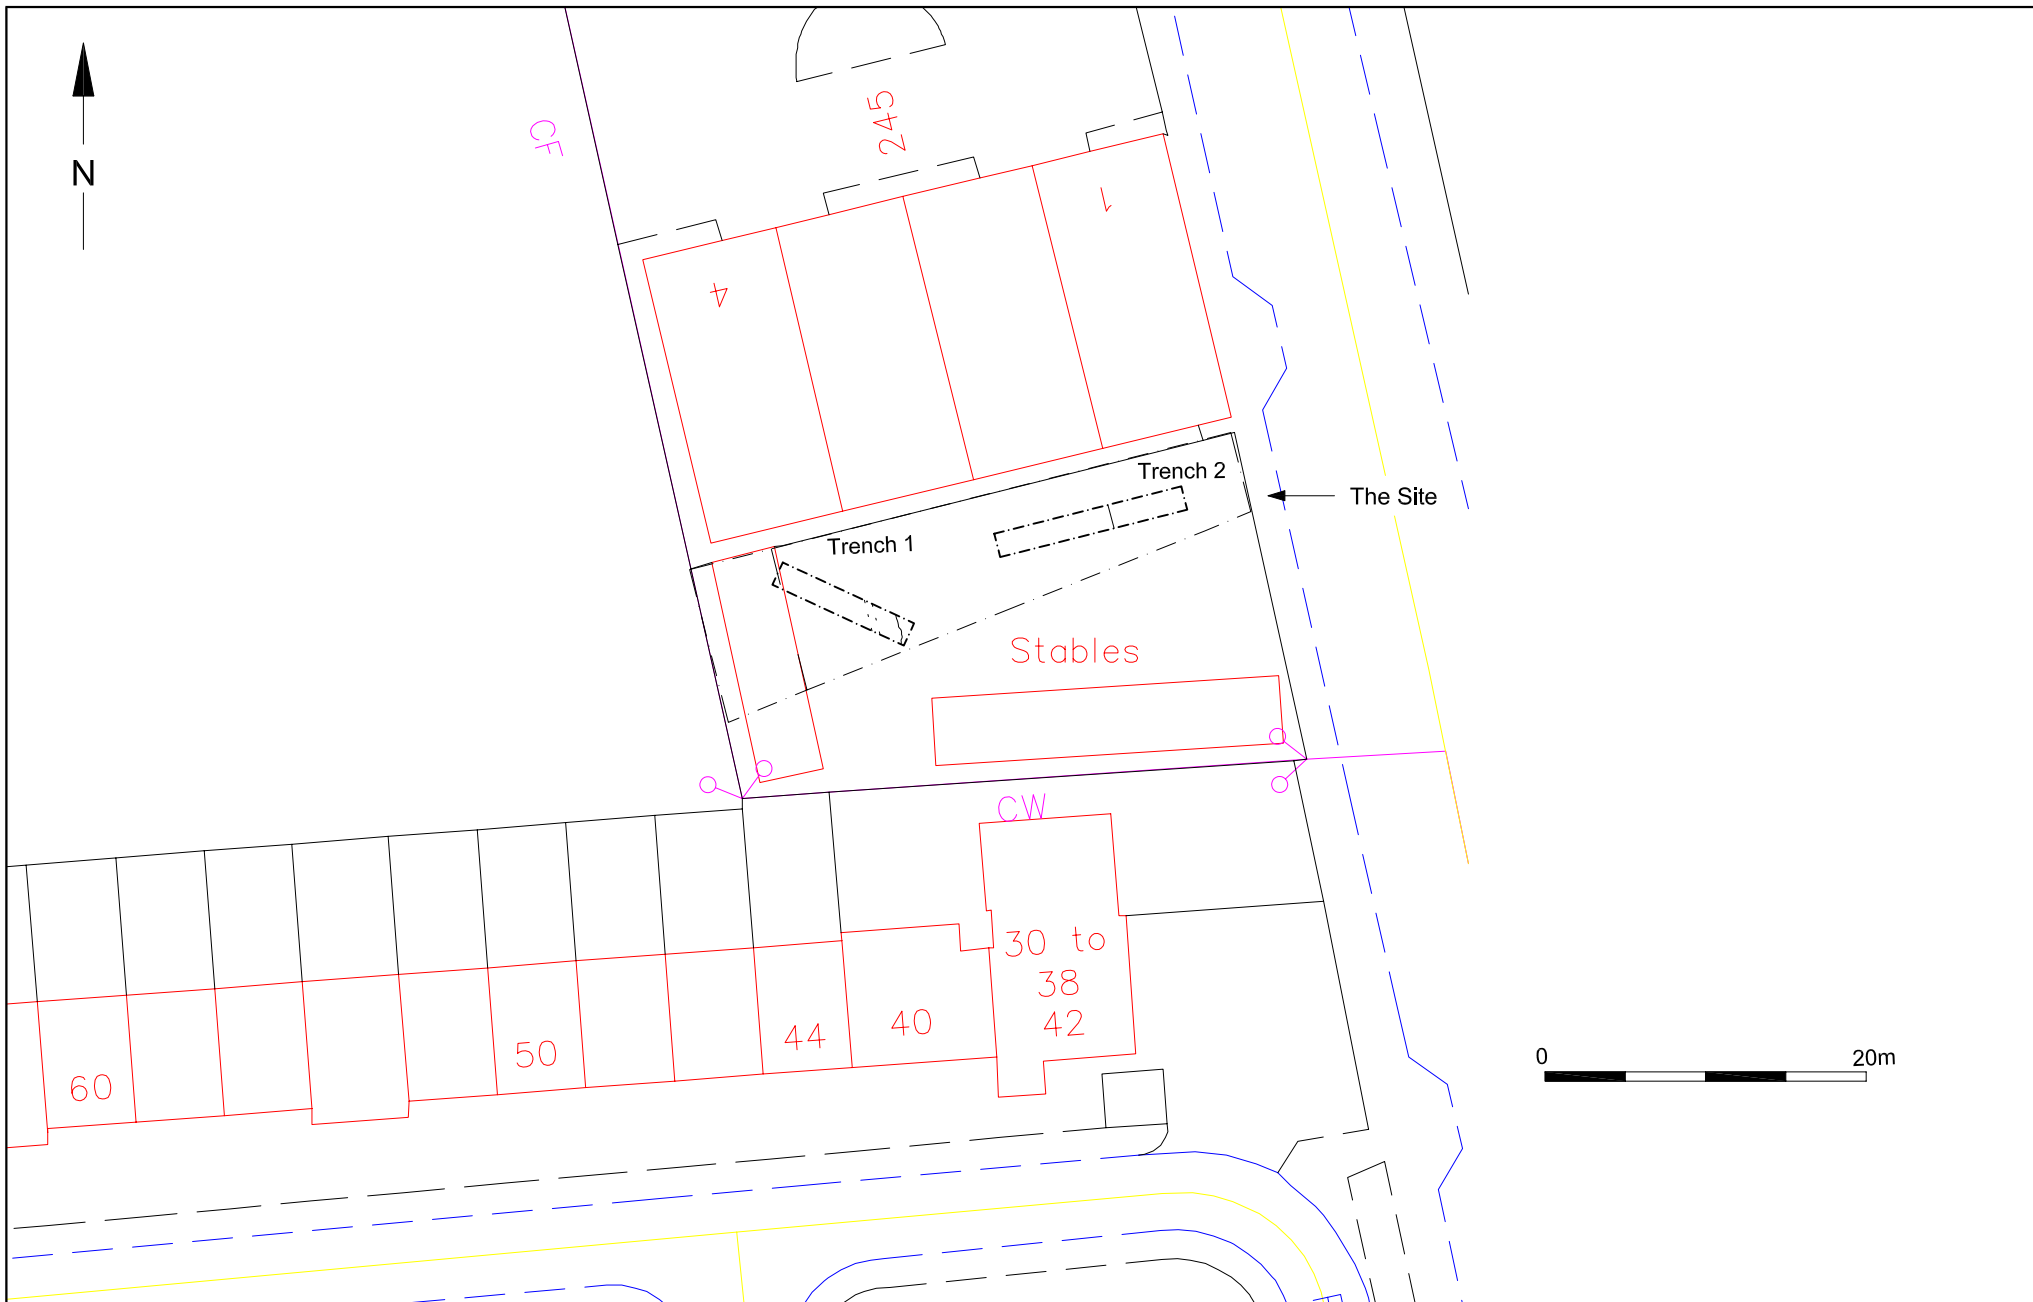 N
CF
245
1
4
Trench 2
The Site
Trench 1
Stables
CW
30 to
38
42
40
44
50
60
0
20m